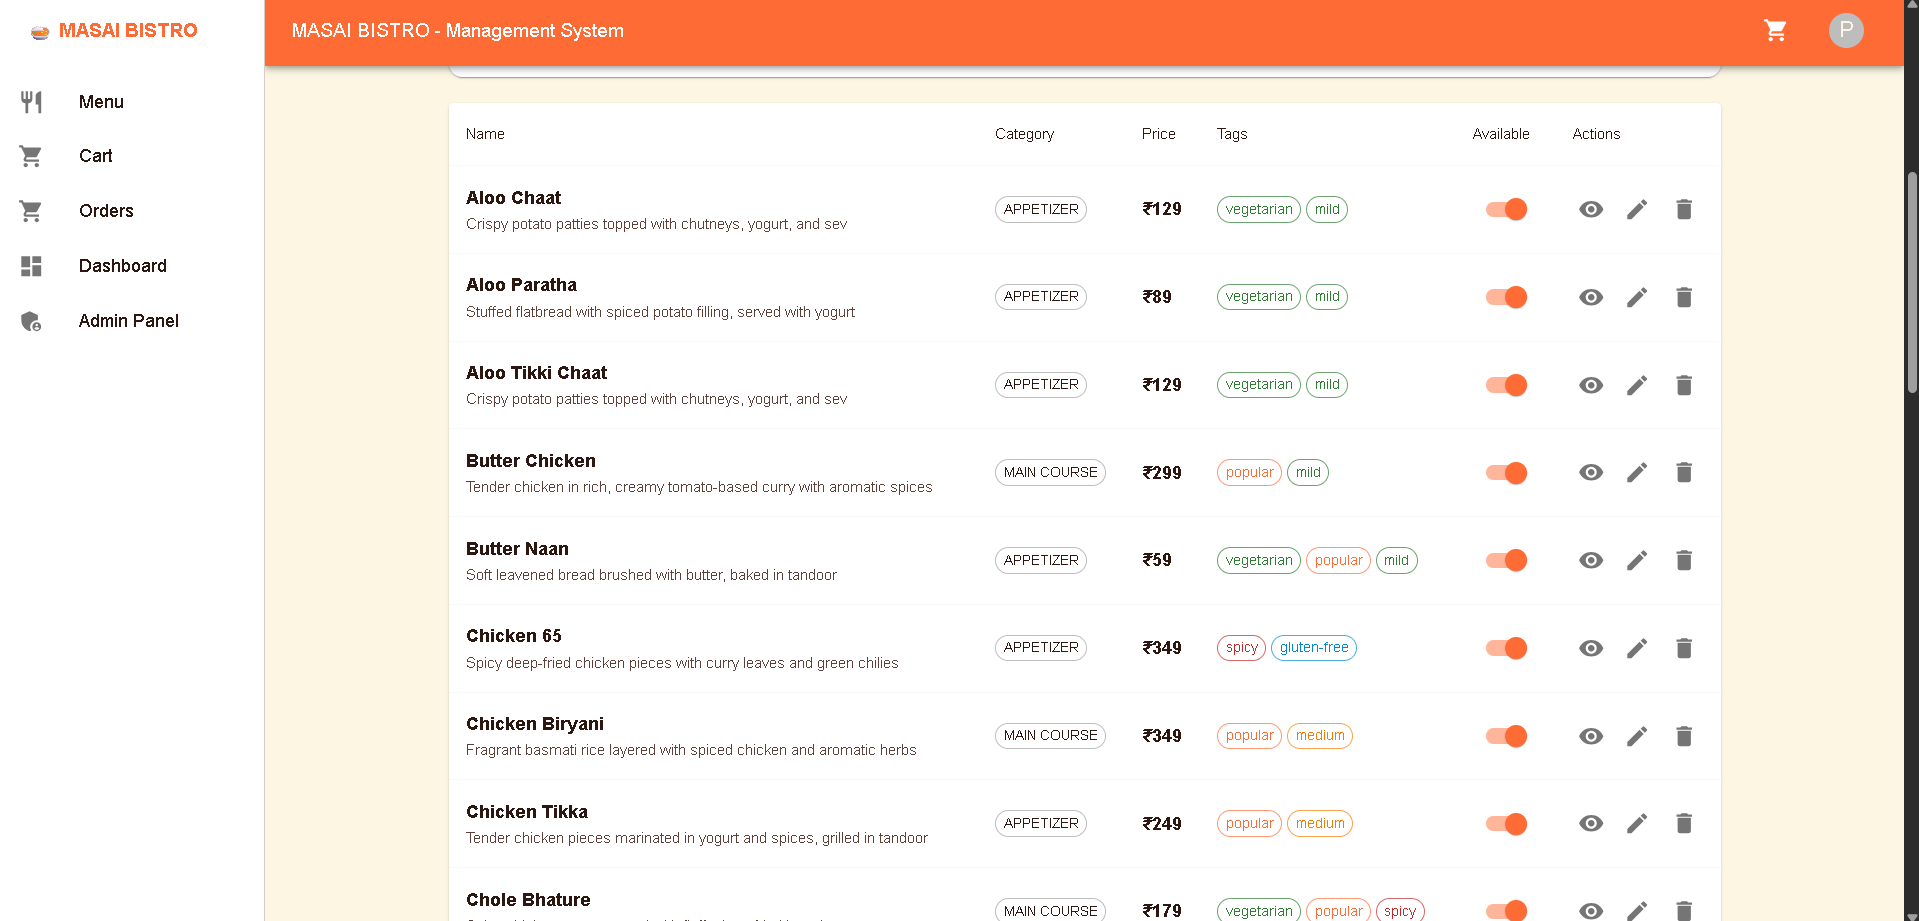 MASAI BISTRO
MASAI BISTRO - Management System
P
Menu
Cart
Orders
Dashboard
Admin Panel
Name Category Price Tags Available Actions
Aloo Chaat
Crispy potato patties topped with chutneys, yogurt, and sev
APPETIZER ₹129 vegetarian mild
Aloo Paratha
Stuffed flatbread with spiced potato filling, served with yogurt
APPETIZER ₹89 vegetarian mild
Aloo Tikki Chaat
Crispy potato patties topped with chutneys, yogurt, and sev
APPETIZER ₹129 vegetarian mild
Butter Chicken
Tender chicken in rich, creamy tomato-based curry with aromatic spices
MAIN COURSE ₹299 popular mild
Butter Naan
Soft leavened bread brushed with butter, baked in tandoor
APPETIZER ₹59 vegetarian popular mild
Chicken 65
Spicy deep-fried chicken pieces with curry leaves and green chilies
APPETIZER ₹349 spicy gluten-free
Chicken Biryani
Fragrant basmati rice layered with spiced chicken and aromatic herbs
MAIN COURSE ₹349 popular medium
Chicken Tikka
Tender chicken pieces marinated in yogurt and spices, grilled in tandoor
APPETIZER ₹249 popular medium
Chole Bhature
MAIN COURSE ₹179 vegetarian popular spicy